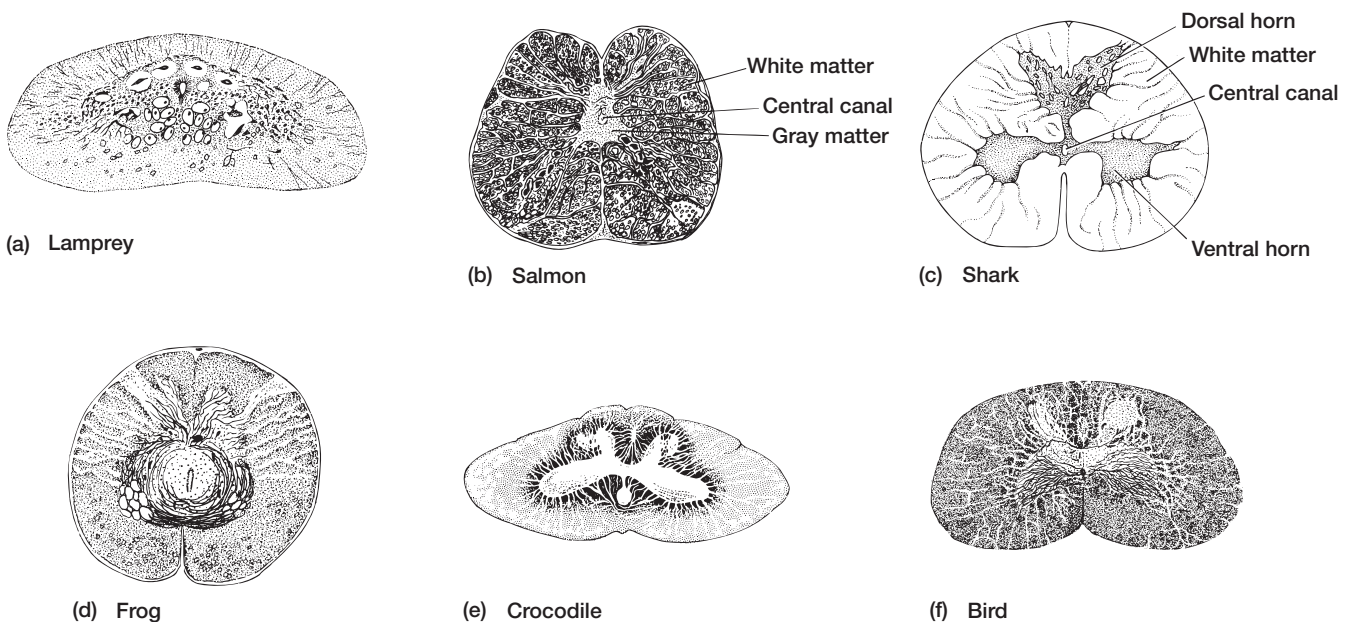 White matter
Central canal
Gray matter
Dorsal horn
White matter
Central canal
Ventral horn
(a) Lamprey
(b) Salmon
(c) Shark
(d) Frog
(e) Crocodile
(f) Bird